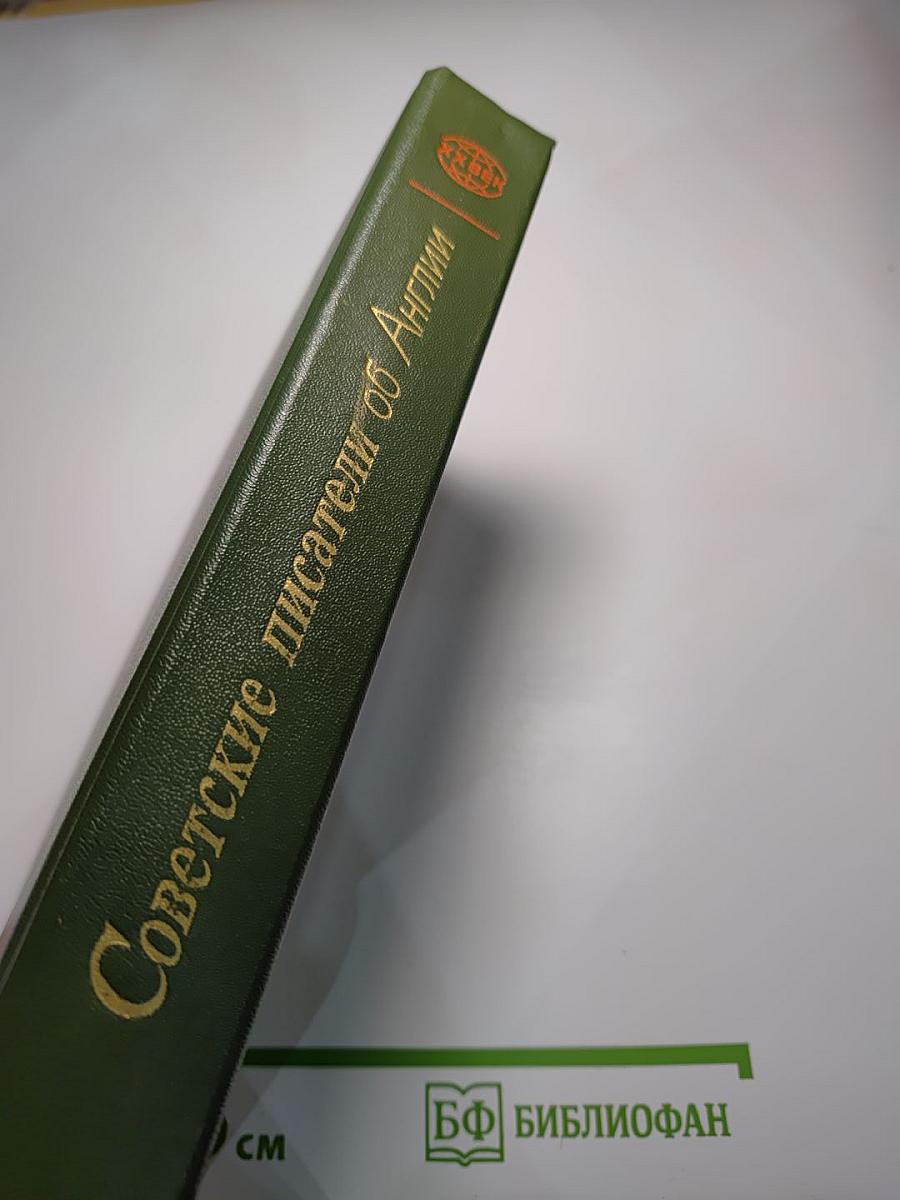 XX ВЕК
Советские писатели об Англии
см
БФ БИБЛИОФАН